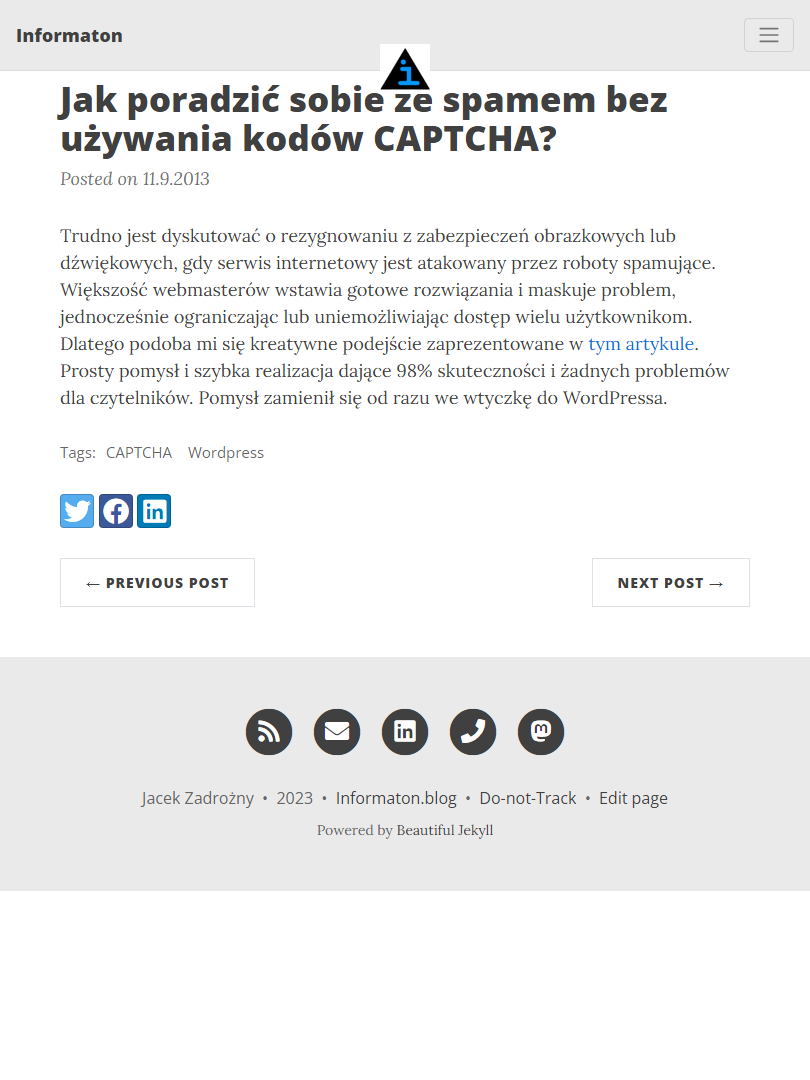 Informaton
Jak poradzić sobie ze spamem bez
używania kodów CAPTCHA?
Posted on 11.9.2013
Trudno jest dyskutować o rezygnowaniu z zabezpieczeń obrazkowych lub
dźwiękowych, gdy serwis internetowy jest atakowany przez roboty spamujące.
Większość webmasterów wstawia gotowe rozwiązania i maskuje problem,
jednocześnie ograniczając lub uniemożliwiając dostęp wielu użytkownikom.
Dlatego podoba mi się kreatywne podejście zaprezentowane w tym artykule.
Prosty pomysł i szybka realizacja dające 98% skuteczności i żadnych problemów
dla czytelników. Pomysł zamienił się od razu we wtyczkę do WordPressa.
Tags: CAPTCHA Wordpress
← PREVIOUS POST NEXT POST →
Jacek Zadrożny • 2023 • Informaton.blog • Do-not-Track • Edit page
Powered by Beautiful Jekyll